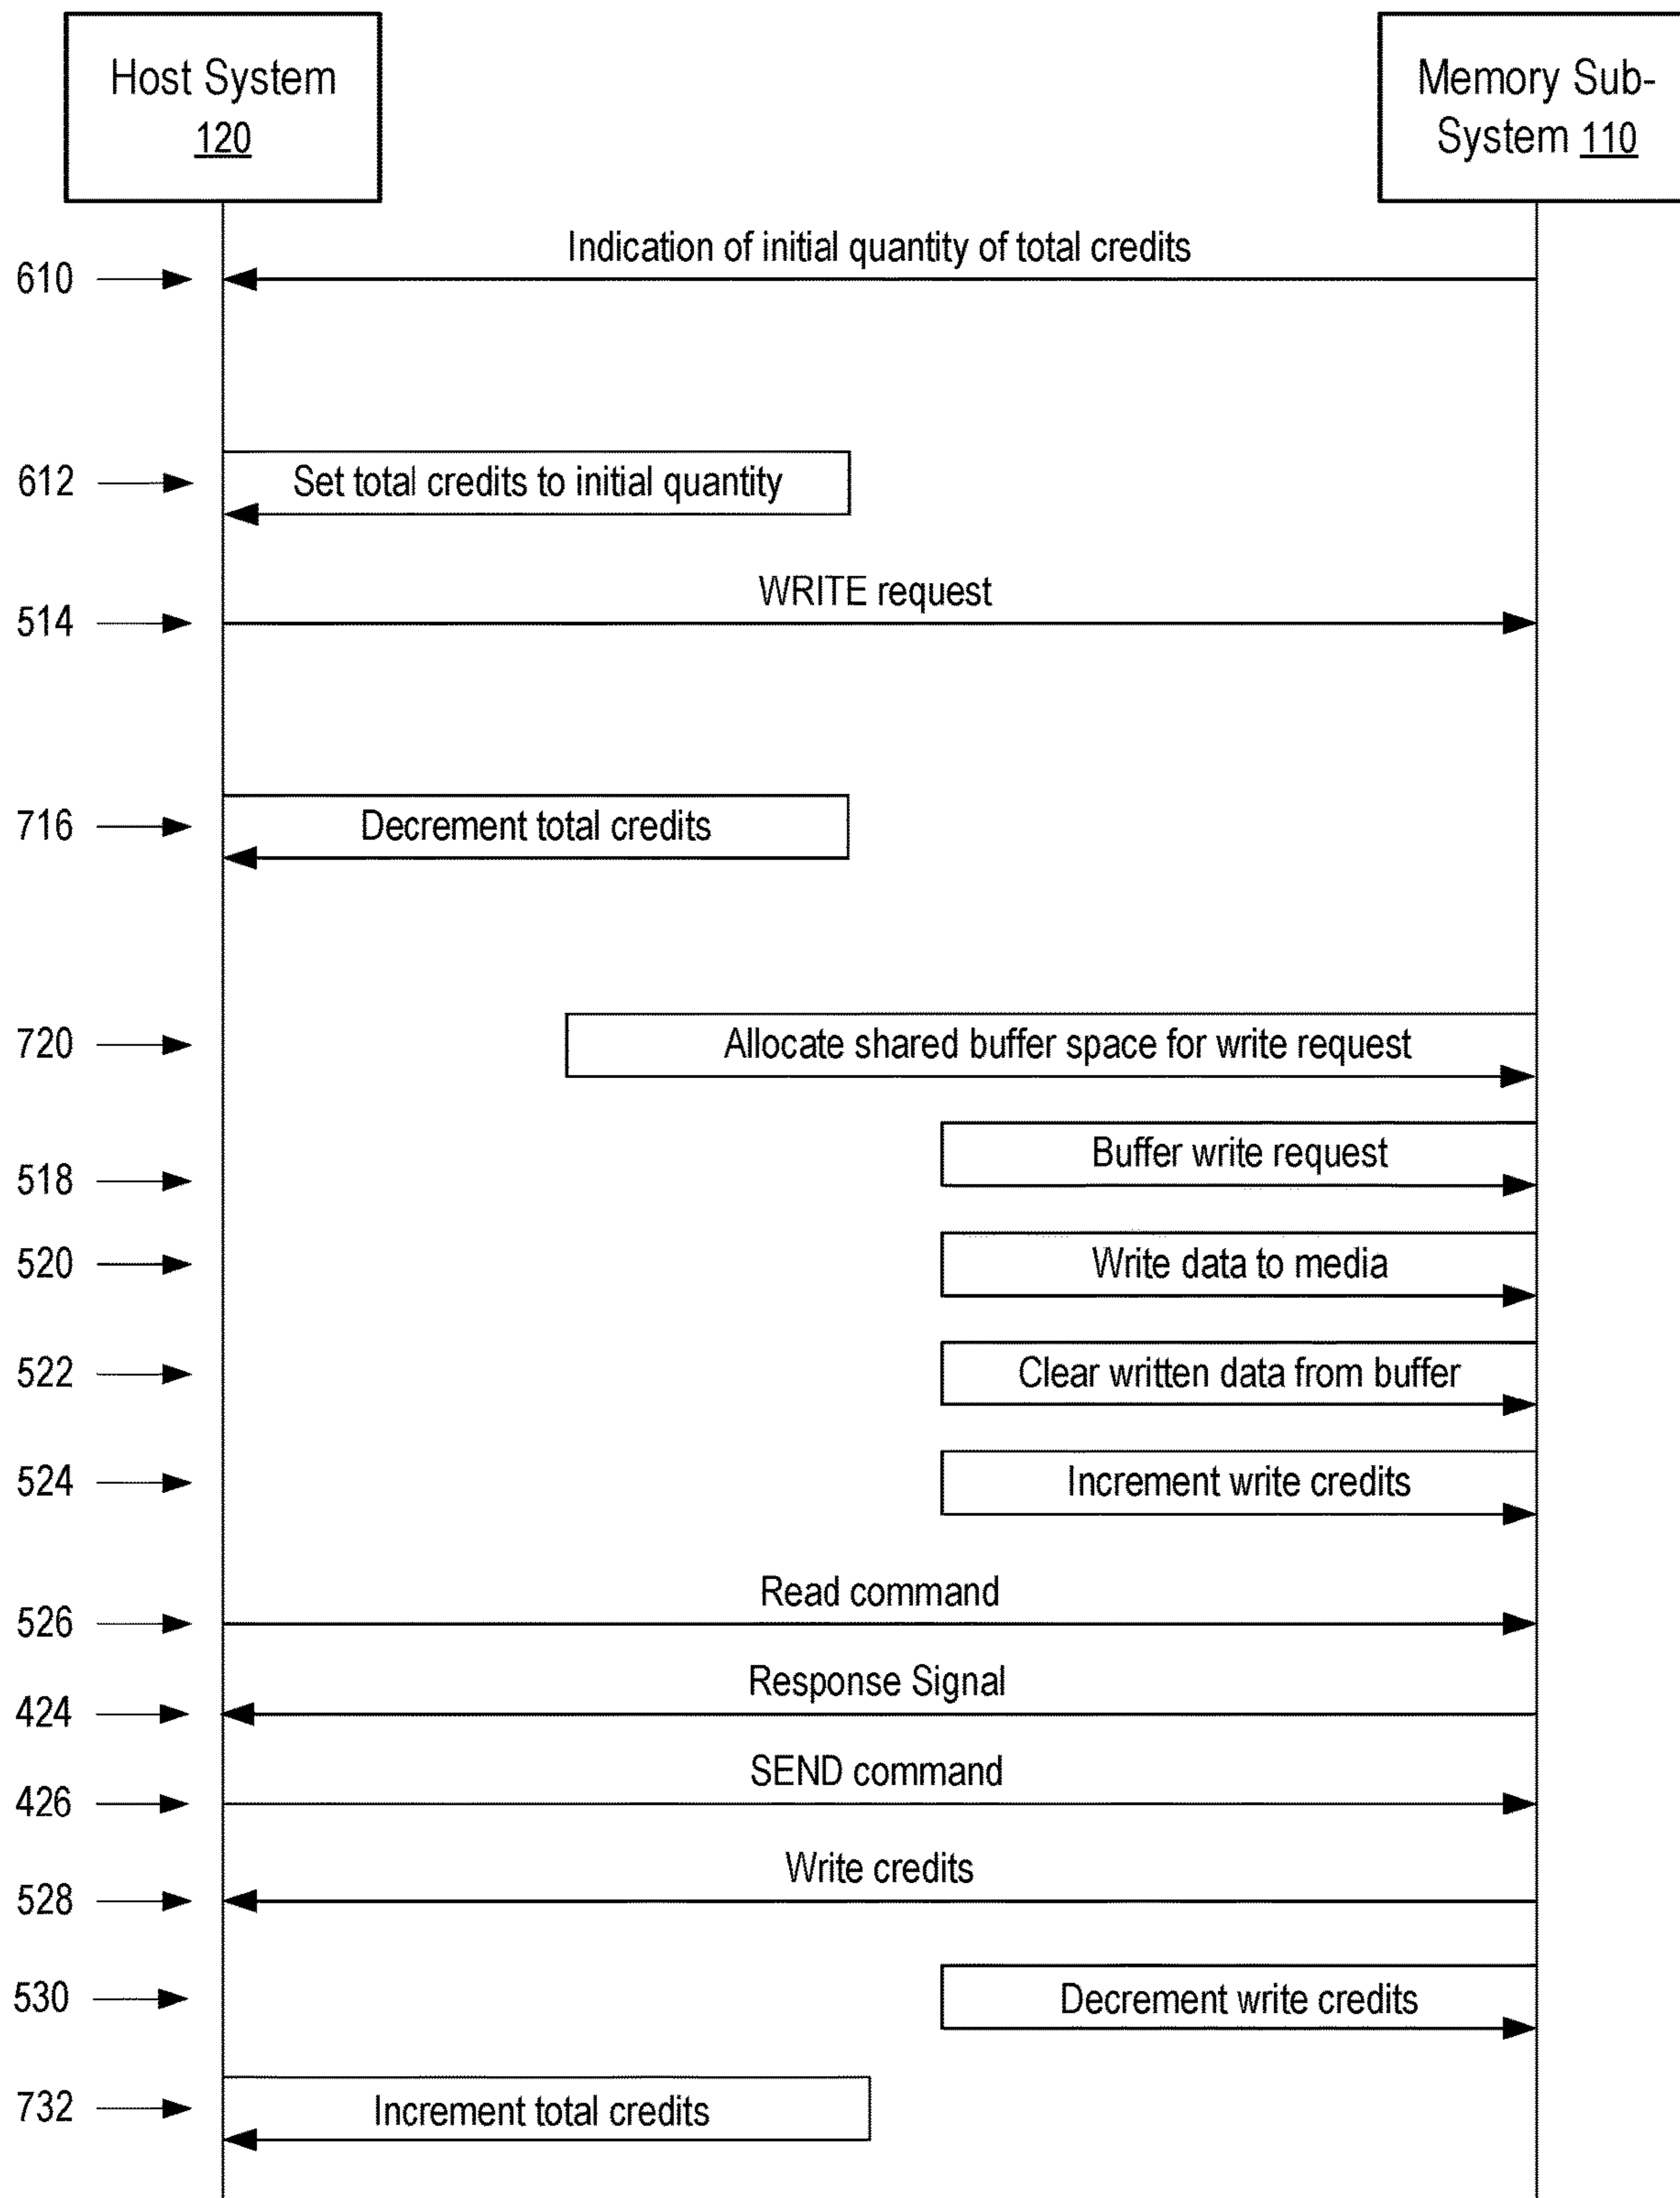 Host System
120
Memory Sub-
System 110
Indication of initial quantity of total credits
610
612
Set total credits to initial quantity
WRITE request
514
716
Decrement total credits
720
Allocate shared buffer space for write request
Buffer write request
518
520
Write data to media
522
Clear written data from buffer
524
Increment write credits
Read command
526
Response Signal
424
SEND command
426
Write credits
528
530
Decrement write credits
732
Increment total credits